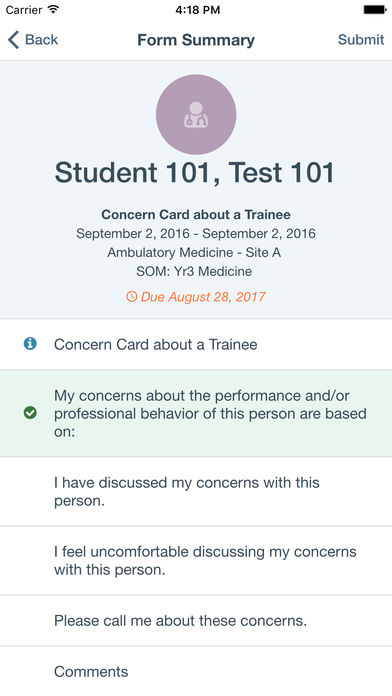 Carrier 4:18 PM
Back Form Summary Submit
Student 101, Test 101
Concern Card about a Trainee
September 2, 2016 - September 2, 2016
Ambulatory Medicine - Site A
SOM: Yr3 Medicine
Due August 28, 2017
Concern Card about a Trainee
My concerns about the performance and/or
professional behavior of this person are based
on:
I have discussed my concerns with this
person.
I feel uncomfortable discussing my concerns
with this person.
Please call me about these concerns.
Comments